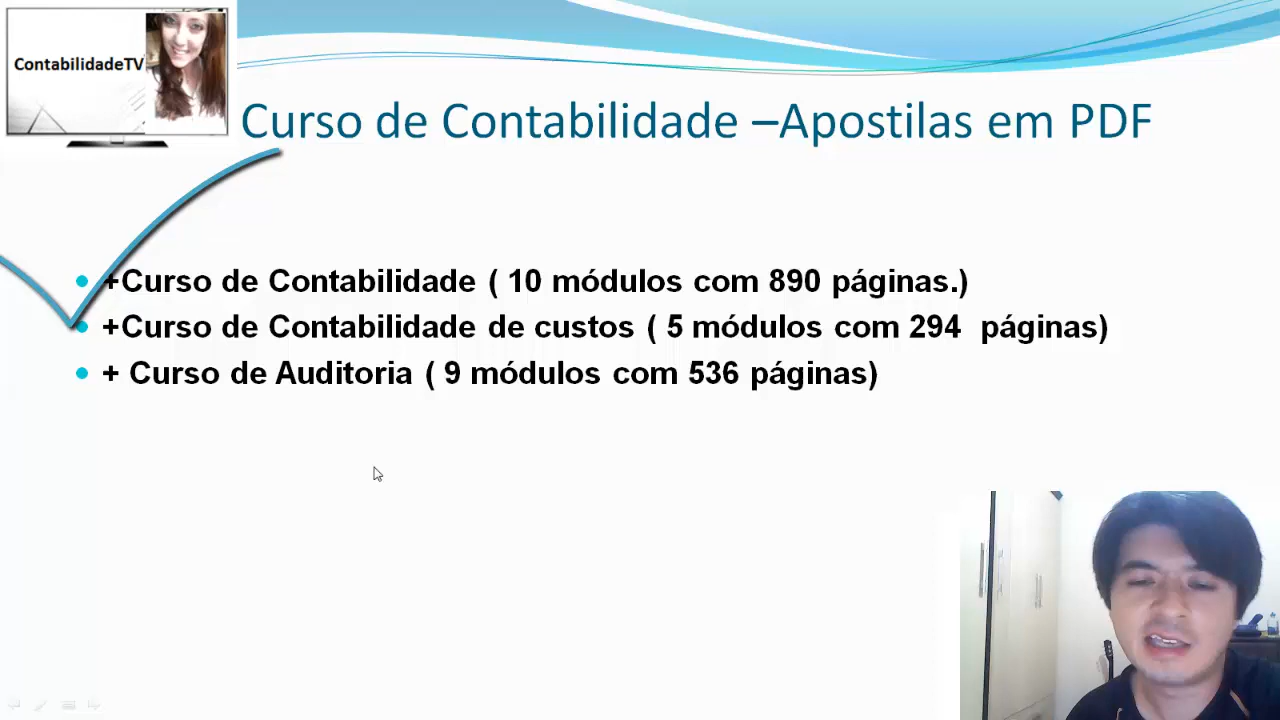 ContabilidadeTV
Curso de Contabilidade –Apostilas em PDF
+Curso de Contabilidade ( 10 módulos com 890 páginas.)
+Curso de Contabilidade de custos ( 5 módulos com 294 páginas)
+ Curso de Auditoria ( 9 módulos com 536 páginas)